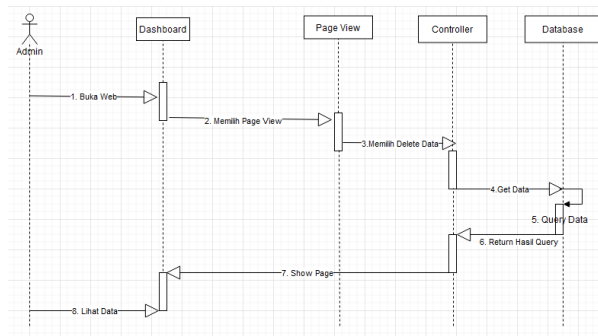 Admin
Dashboard
Page View
Controller
Database
1. Buka Web
2. Memilih Page View
3.Memilih Delete Data
4.Get Data
5. Query Data
6. Return Hasil Query
7. Show Page
8. Lihat Data